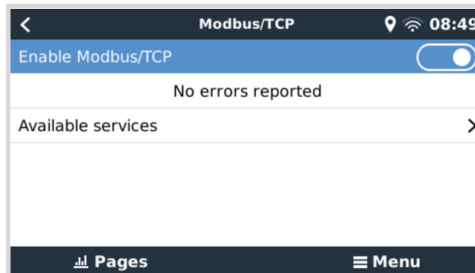 Modbus/TCP
08:49
Enable Modbus/TCP
No errors reported
Available services
Pages
Menu